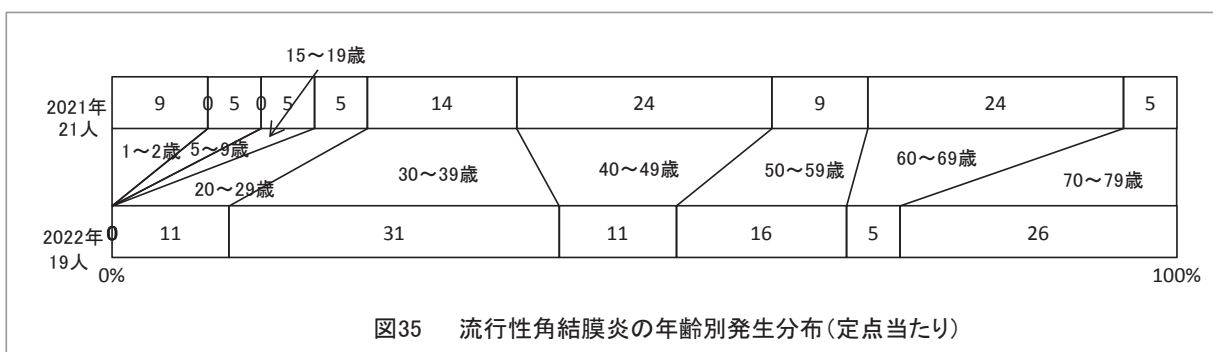 15～19歳
2021年
21人
9 0 5 0 5 5 14 24 9 24 5
1～2歳 5～9歳 20～29歳 30～39歳 40～49歳 50～59歳 60～69歳 70～79歳
2022年
19人
0 11 31 11 16 5 26
0% 100%
図35 流行性角結膜炎の年齢別発生分布(定点当たり)